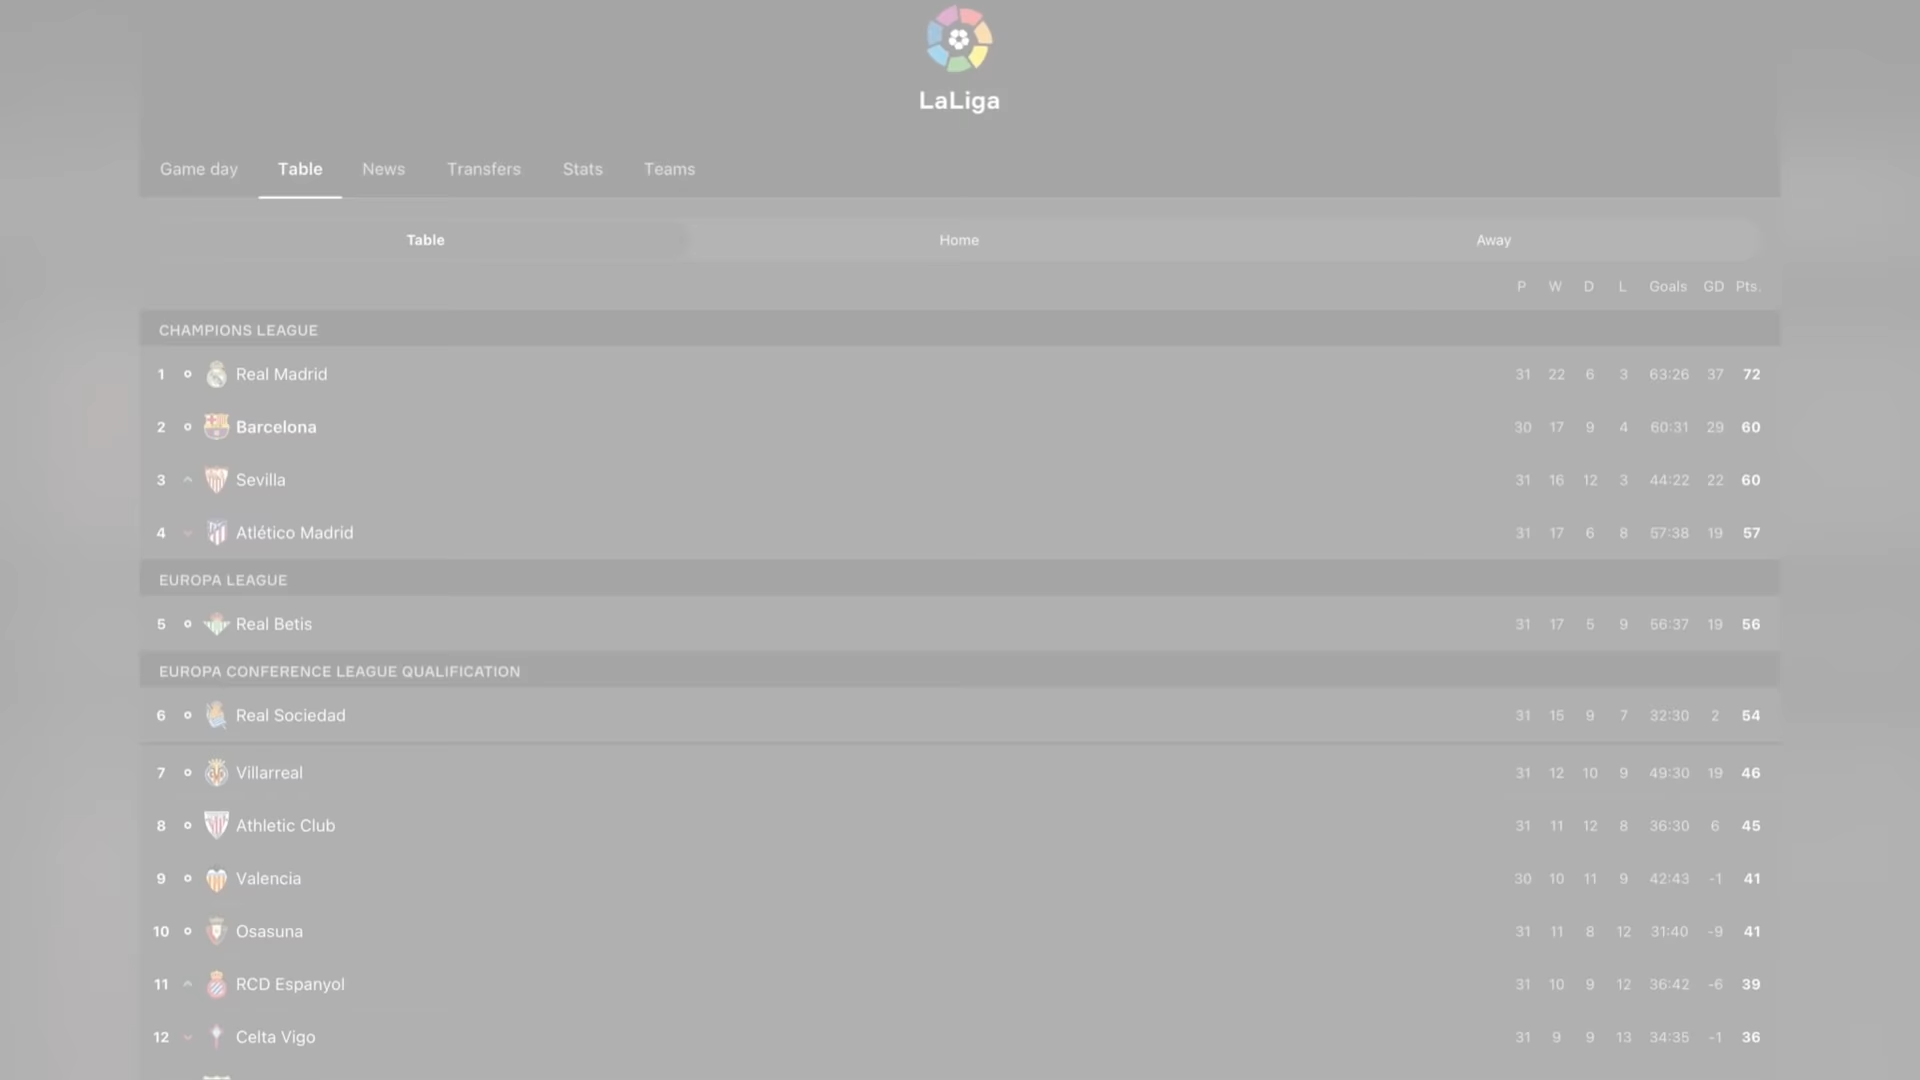 LaLiga
Game day Table News Transfers Stats Teams
Table Home Away
P W D L Goals GD Pts.
CHAMPIONS LEAGUE
1 Real Madrid 31 22 6 3 63:26 37 72
2 Barcelona 30 17 9 4 60:31 29 60
3 Sevilla 31 16 12 3 44:22 22 60
4 Atlético Madrid 31 17 6 8 57:38 19 57
EUROPA LEAGUE
5 Real Betis 31 17 5 9 56:37 19 56
EUROPA CONFERENCE LEAGUE QUALIFICATION
6 Real Sociedad 31 15 9 7 32:30 2 54
7 Villarreal 31 12 10 9 49:30 19 46
8 Athletic Club 31 11 12 8 36:30 6 45
9 Valencia 30 10 11 9 42:43 -1 41
10 Osasuna 31 11 8 12 31:40 -9 41
11 RCD Espanyol 31 10 9 12 36:42 -6 39
12 Celta Vigo 31 9 9 13 34:35 -1 36